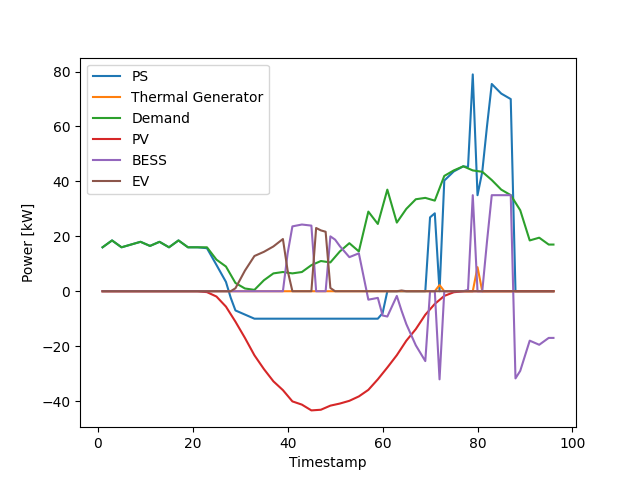 PS
Thermal Generator
Demand
PV
BESS
EV
Power [kW]
80
60
40
20
0
−20
−40
0 20 40 60 80 100
Timestamp